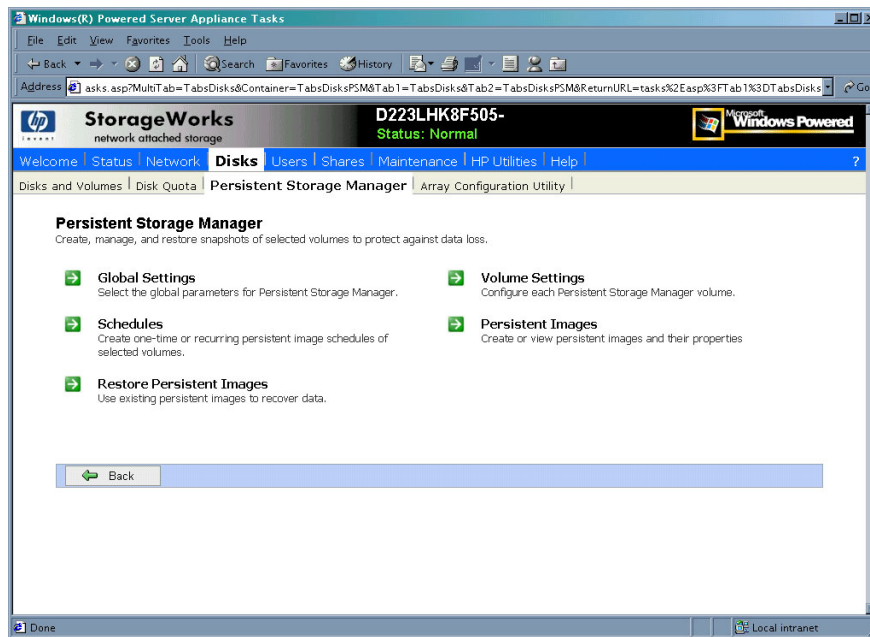 Windows(R) Powered Server Appliance Tasks
File Edit View Favorites Tools Help
Back Search Favorites History
Address asks.asp?MultiTab=TabsDisks&Container=TabsDisksPSM&Tab1=TabsDisks&Tab2=TabsDisksPSM&ReturnURL=tasks%2Easp%3FTab1%3DTabsDisks Go
hp
invent
StorageWorks
network attached storage
D223LHK8F505-
Status: Normal
Microsoft
Windows Powered
Welcome Status Network Disks Users Shares Maintenance HP Utilities Help ?
Disks and Volumes Disk Quota Persistent Storage Manager Array Configuration Utility
Persistent Storage Manager
Create, manage, and restore snapshots of selected volumes to protect against data loss.
Global Settings
Select the global parameters for Persistent Storage Manager.
Volume Settings
Configure each Persistent Storage Manager volume.
Schedules
Create one-time or recurring persistent image schedules of
selected volumes.
Persistent Images
Create or view persistent images and their properties
Restore Persistent Images
Use existing persistent images to recover data.
Back
Done
Local intranet